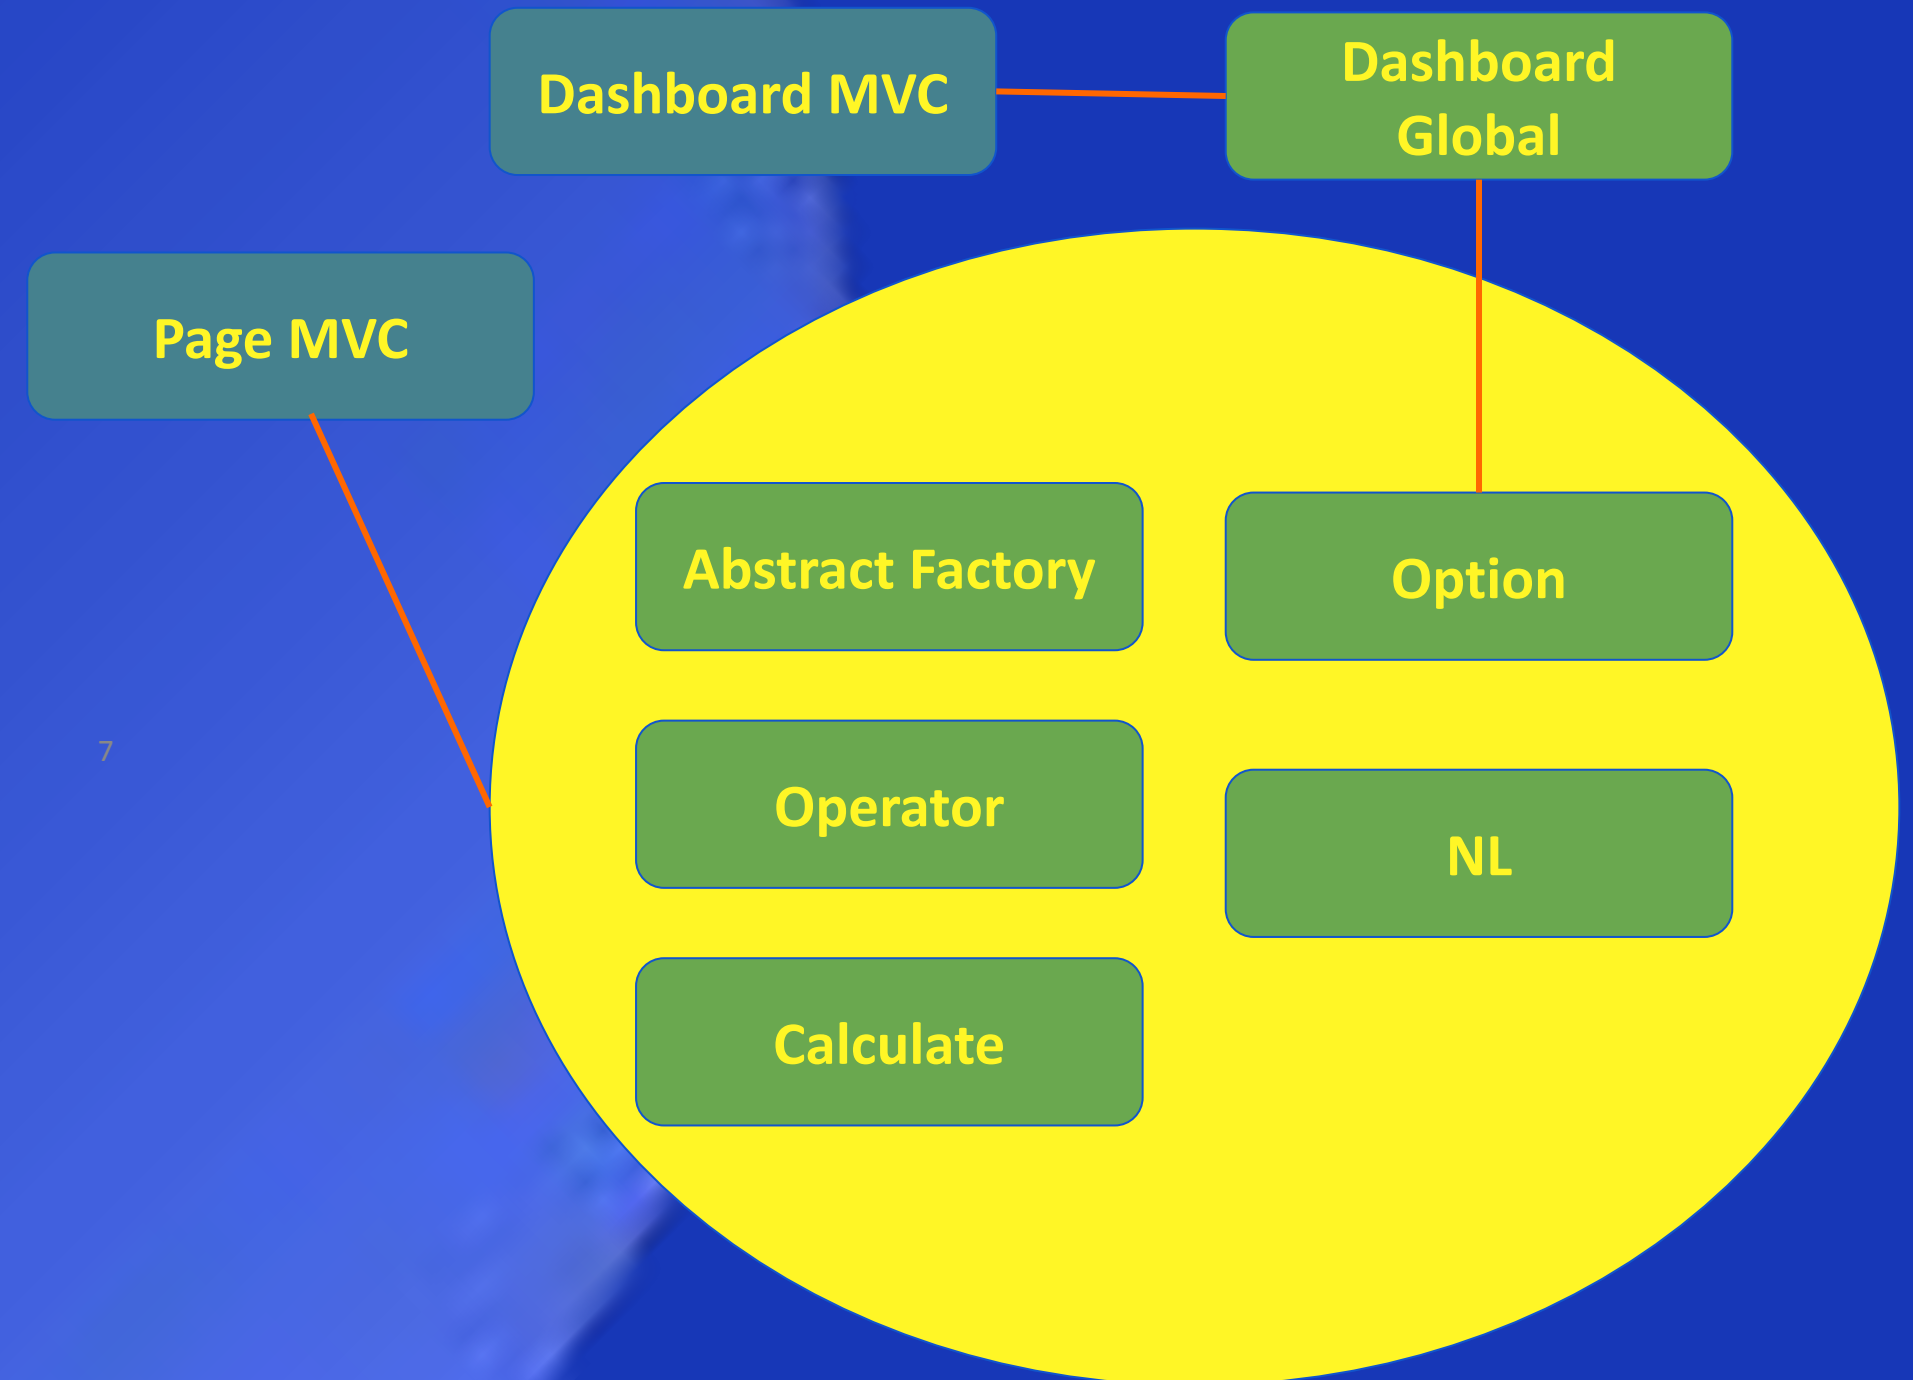 Dashboard MVC
Dashboard
Global
Page MVC
Abstract Factory
Option
Operator
NL
Calculate
7